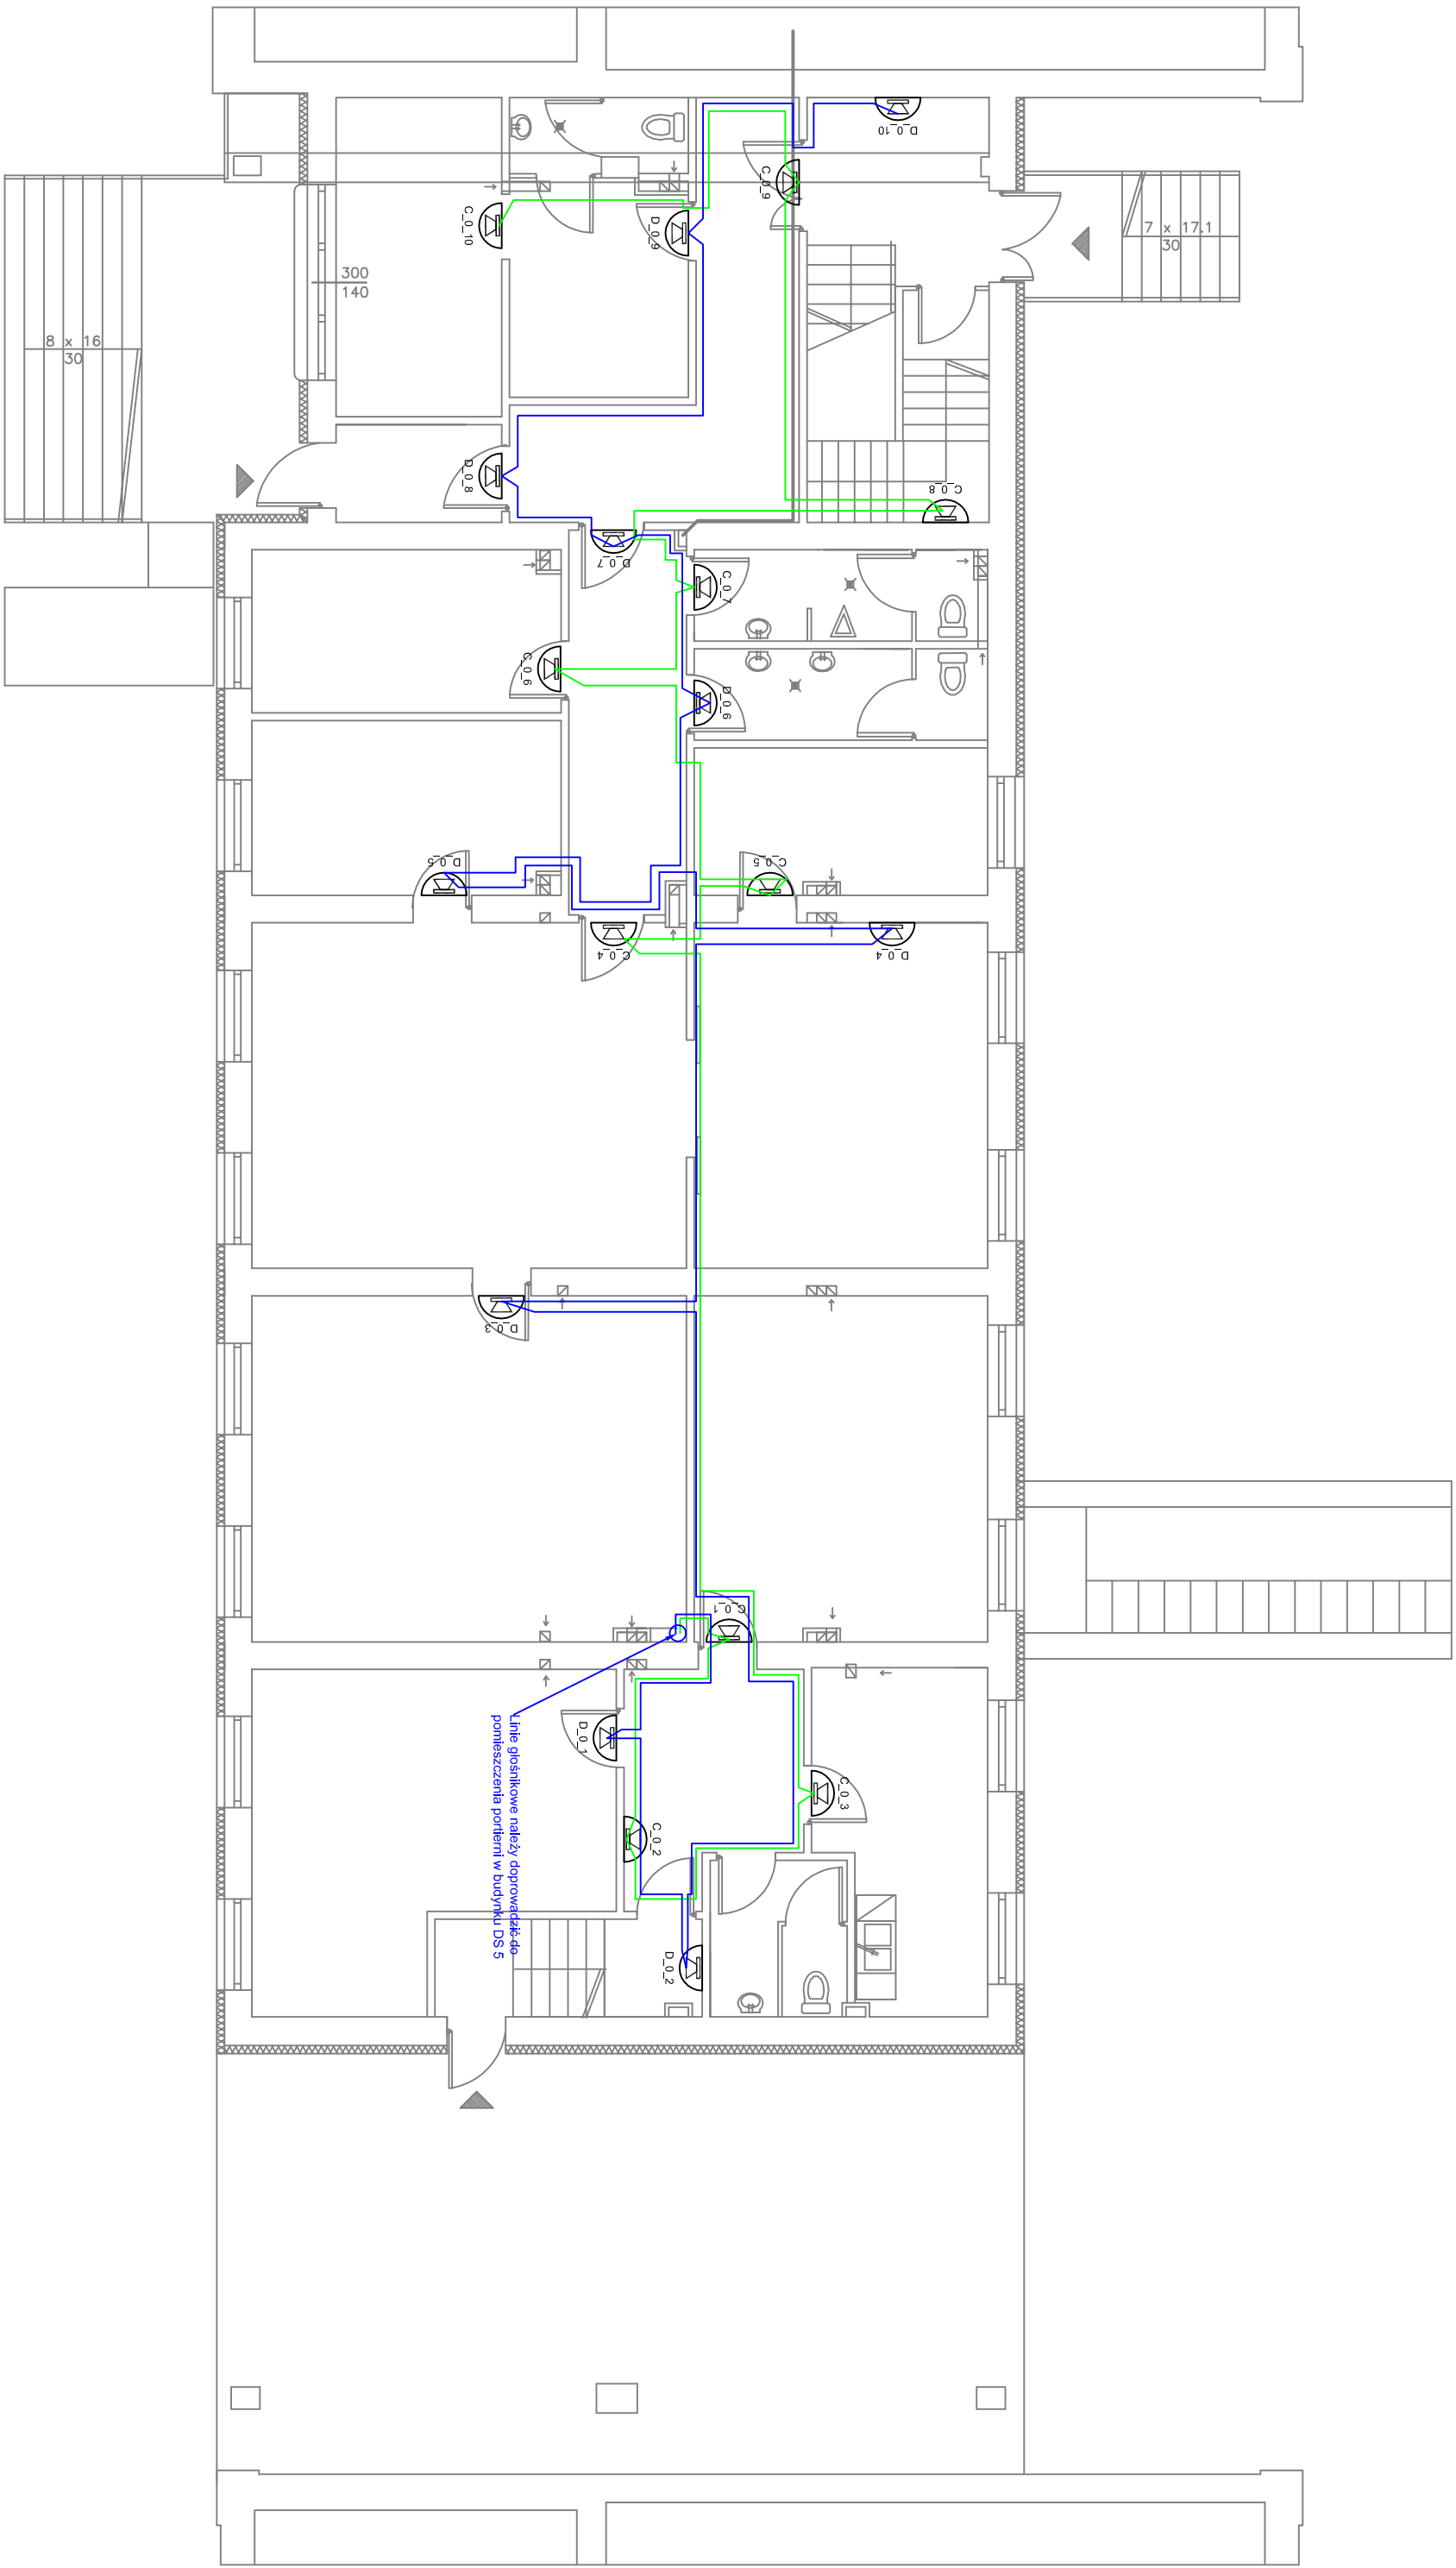 D_0_10
C_0_9
7 x 17.1
30
C_0_10
D_0_9
300
140
8 x 16
30
D_0_8
C_0_8
D_0_7
C_0_7
C_0_6
D_0_6
D_0_5
C_0_5
C_0_4
D_0_4
D_0_3
C_0_1
Linie głośnikowe należy doprowadzić do
pomieszczenia portierni w budynku DS 5
D_0_1
C_0_3
C_0_2
D_0_2